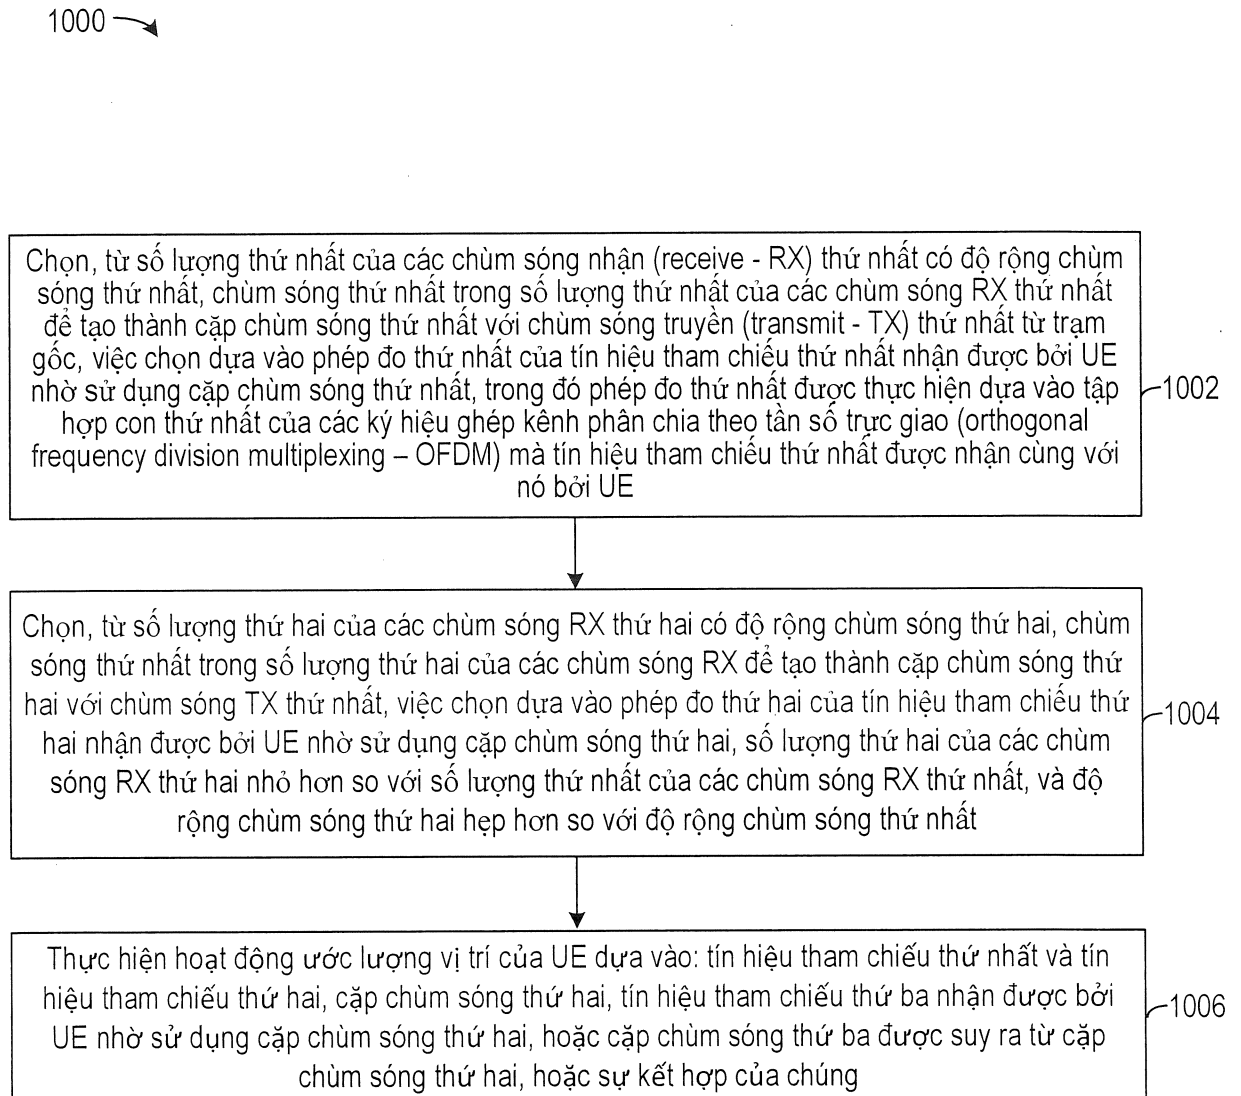 1000
Chọn, từ số lượng thứ nhất của các chùm sóng nhận (receive - RX) thứ nhất có độ rộng chùm
sóng thứ nhất, chùm sóng thứ nhất trong số lượng thứ nhất của các chùm sóng RX thứ nhất
để tạo thành cặp chùm sóng thứ nhất với chùm sóng truyền (transmit - TX) thứ nhất từ trạm
gốc, việc chọn dựa vào phép đo thứ nhất của tín hiệu tham chiếu thứ nhất nhận được bởi UE
nhờ sử dụng cặp chùm sóng thứ nhất, trong đó phép đo thứ nhất được thực hiện dựa vào tập
hợp con thứ nhất của các ký hiệu ghép kênh phân chia theo tần số trực giao (orthogonal
frequency division multiplexing – OFDM) mà tín hiệu tham chiếu thứ nhất được nhận cùng với
nó bởi UE
1002
Chọn, từ số lượng thứ hai của các chùm sóng RX thứ hai có độ rộng chùm sóng thứ hai, chùm
sóng thứ nhất trong số lượng thứ hai của các chùm sóng RX để tạo thành cặp chùm sóng thứ
hai với chùm sóng TX thứ nhất, việc chọn dựa vào phép đo thứ hai của tín hiệu tham chiếu thứ
hai nhận được bởi UE nhờ sử dụng cặp chùm sóng thứ hai, số lượng thứ hai của các chùm
sóng RX thứ hai nhỏ hơn so với số lượng thứ nhất của các chùm sóng RX thứ nhất, và độ
rộng chùm sóng thứ hai hẹp hơn so với độ rộng chùm sóng thứ nhất
1004
Thực hiện hoạt động ước lượng vị trí của UE dựa vào: tín hiệu tham chiếu thứ nhất và tín
hiệu tham chiếu thứ hai, cặp chùm sóng thứ hai, tín hiệu tham chiếu thứ ba nhận được bởi
UE nhờ sử dụng cặp chùm sóng thứ hai, hoặc cặp chùm sóng thứ ba được suy ra từ cặp
chùm sóng thứ hai, hoặc sự kết hợp của chúng
1006